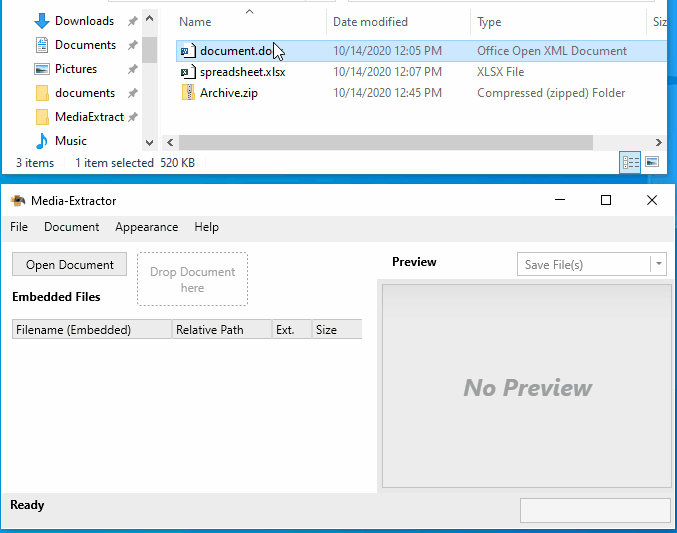 Downloads
Documents
Pictures
documents
MediaExtract
Music
Name Date modified Type Siz
document.do 10/14/2020 12:05 PM Office Open XML Document
spreadsheet.xlsx 10/14/2020 12:07 PM XLSX File
Archive.zip 10/14/2020 12:45 PM Compressed (zipped) Folder
3 items 1 item selected 520 KB
Media-Extractor
File Document Appearance Help
Open Document
Drop Document
here
Preview
Save File(s)
Embedded Files
Filename (Embedded) Relative Path Ext. Size
No Preview
Ready